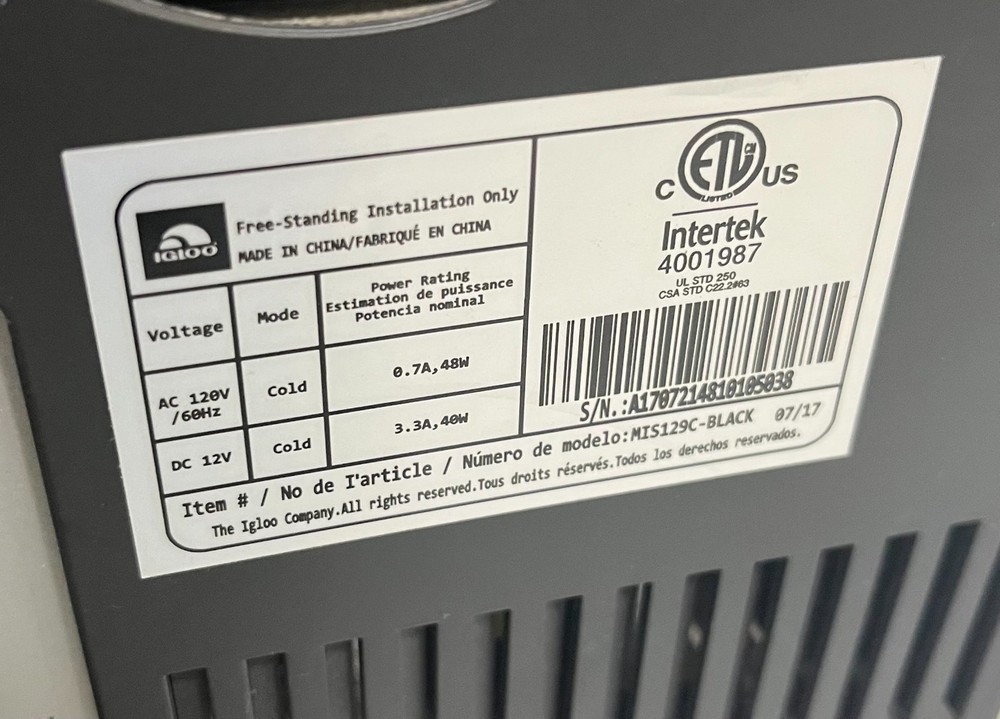 IGLOO
Free-Standing Installation Only
MADE IN CHINA/FABRIQUÉ EN CHINA
Voltage
Mode
Power Rating
Estimation de puissance
Potencia nominal
AC 120V
/60Hz
Cold
0.7A,48W
DC 12V
Cold
3.3A,40W
C ETL CM US
LISTED
Intertek
4001987
UL STD 250
CSA STD C22.2#63
S/N.:A1707214810105038
Item # / No de I'article / Número de modelo:MIS129C-BLACK 07/17
The Igloo Company.All rights reserved.Tous droits réservés.Todos los derechos reservados.